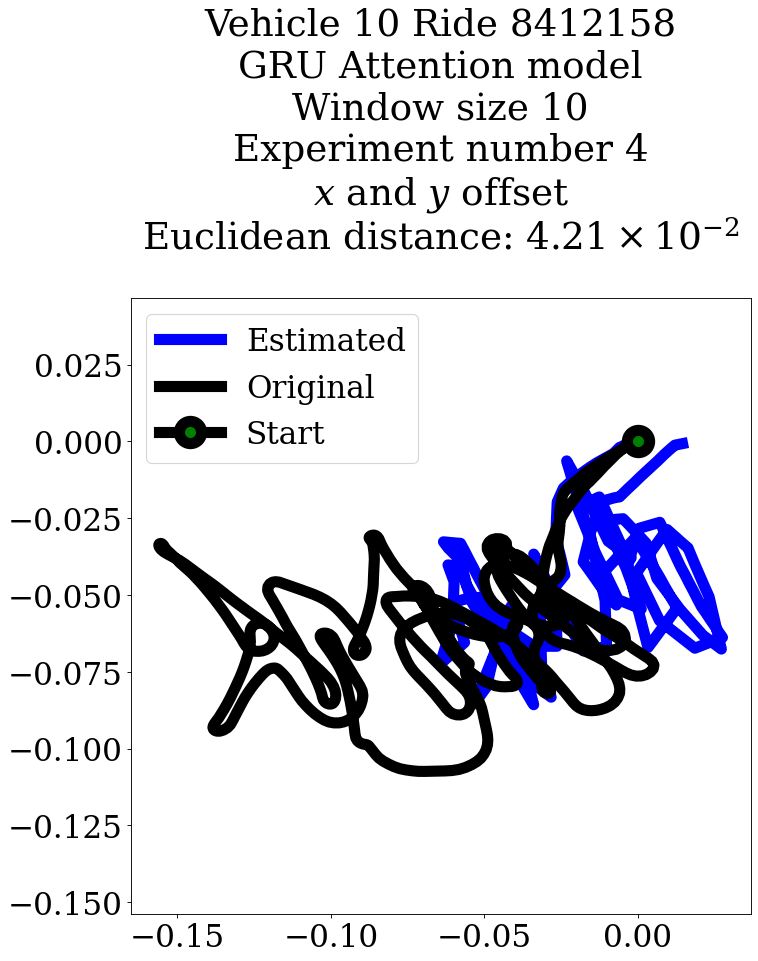 Vehicle 10 Ride 8412158
GRU Attention model
Window size 10
Experiment number 4
x and y offset
Euclidean distance: 4.21 × 10⁻²
Estimated
Original
Start
0.025
0.000
−0.025
−0.050
−0.075
−0.100
−0.125
−0.150
−0.15 −0.10 −0.05 0.00